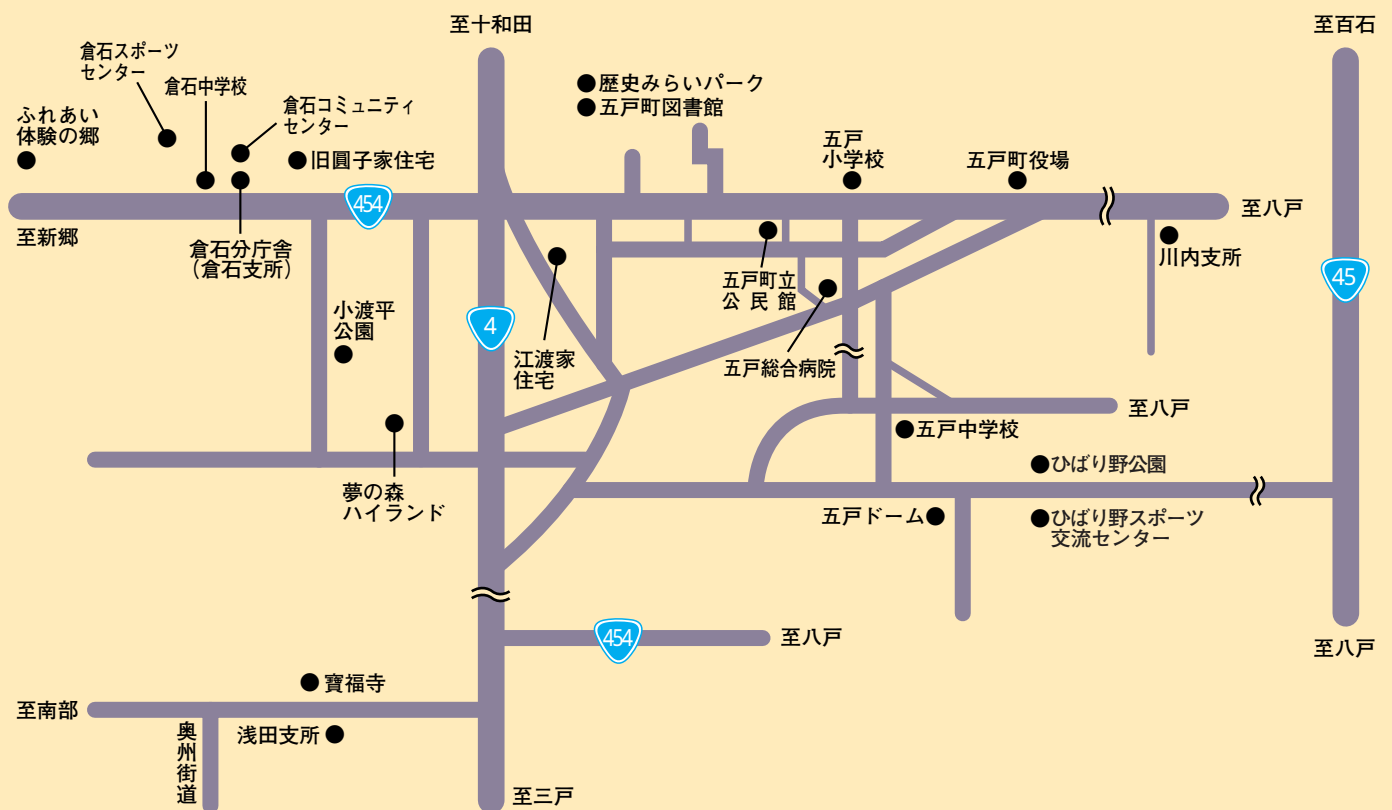 至十和田
至百石
倉石スポーツ
センター
倉石中学校
倉石コミュニティ
センター
ふれあい
体験の郷
旧圓子家住宅
歴史みらいパーク
五戸町図書館
五戸
小学校
五戸町役場
454
至新郷
倉石分庁舎
（倉石支所）
至八戸
川内支所
五戸町立
公民館
45
小渡平
公園
4
江渡家
住宅
五戸総合病院
至八戸
五戸中学校
ひばり野公園
夢の森
ハイランド
五戸ドーム
ひばり野スポーツ
交流センター
454
至八戸
至八戸
寶福寺
至南部
浅田支所
奥州街道
至三戸